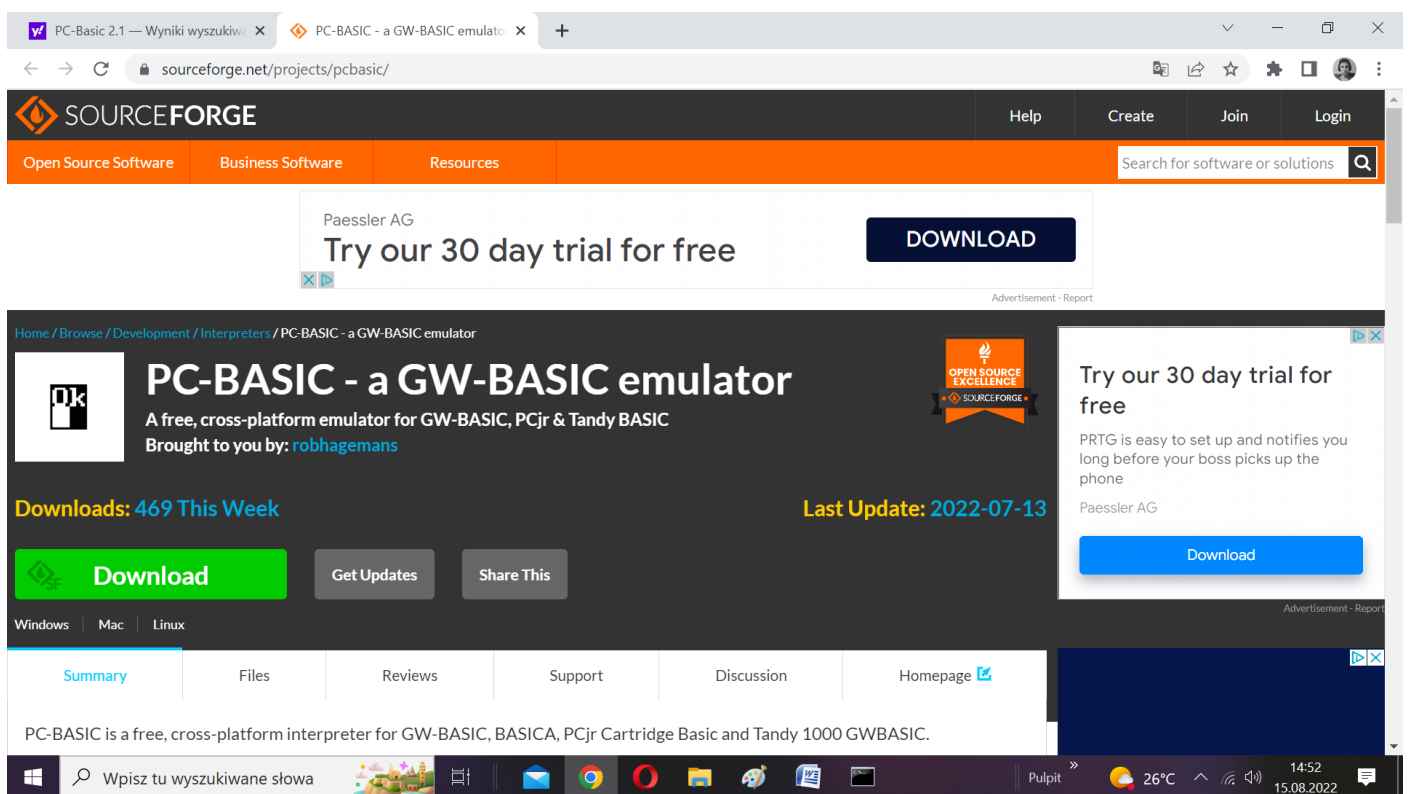 PC-Basic 2.1 — Wyniki wyszukiwa
PC-BASIC - a GW-BASIC emulato
sourceforge.net/projects/pcbasic/
SOURCEFORGE
Help
Create
Join
Login
Open Source Software
Business Software
Resources
Search for software or solutions
Paessler AG
Try our 30 day trial for free
DOWNLOAD
Advertisement - Report
Home / Browse / Development / Interpreters / PC-BASIC - a GW-BASIC emulator
Ok
PC-BASIC - a GW-BASIC emulator
A free, cross-platform emulator for GW-BASIC, PCjr & Tandy BASIC
Brought to you by: robhagemans
OPEN SOURCE
EXCELLENCE
SOURCEFORGE
Downloads: 469 This Week
Last Update: 2022-07-13
SF
Download
Get Updates
Share This
Windows
Mac
Linux
Try our 30 day trial for
free
PRTG is easy to set up and notifies you
long before your boss picks up the
phone
Paessler AG
Download
Advertisement - Report
Summary
Files
Reviews
Support
Discussion
Homepage
PC-BASIC is a free, cross-platform interpreter for GW-BASIC, BASICA, PCjr Cartridge Basic and Tandy 1000 GWBASIC.
Wpisz tu wyszukiwane słowa
Pulpit
26°C
14:52
15.08.2022